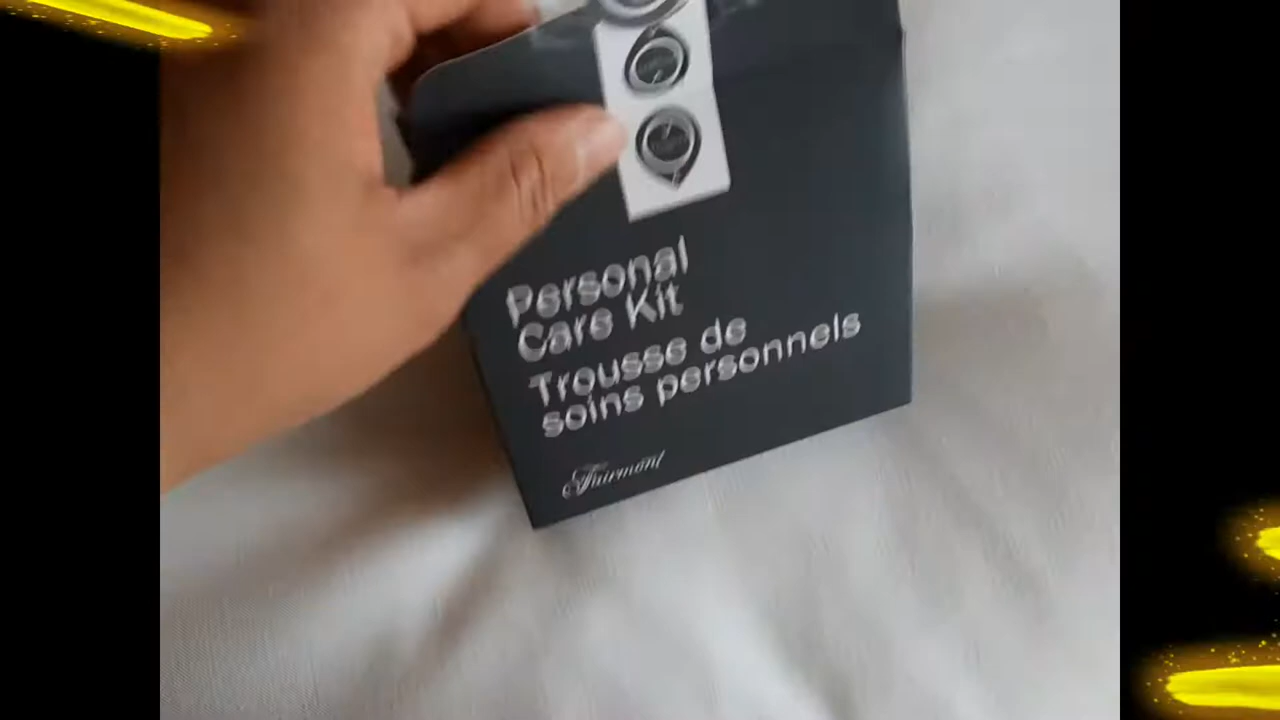 Personal
Care Kit
Trousse de
soins personnels
Fairmont